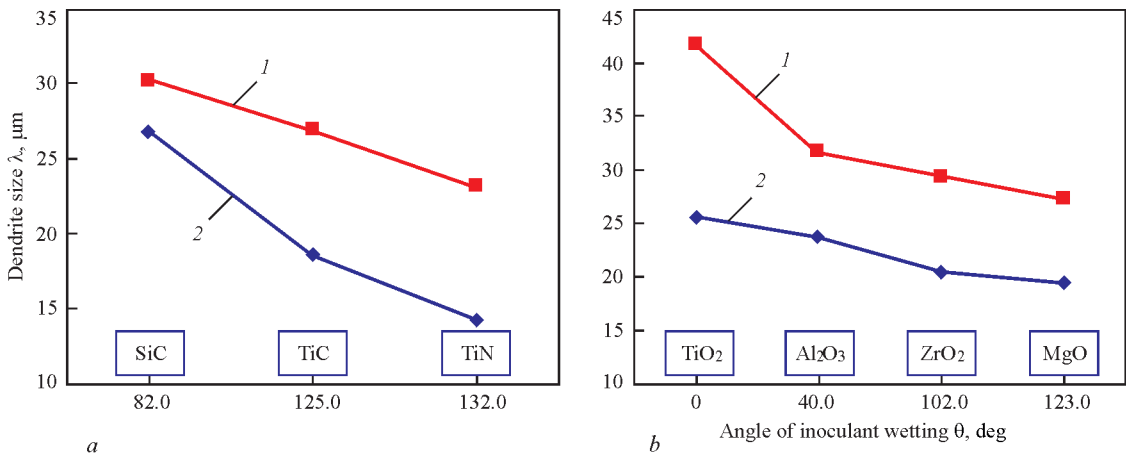 Dendrite size λ, μm
35
30
25
20
15
10
1
2
SiC
TiC
TiN
82.0
125.0
132.0
a
45
40
45
35
30
25
20
15
10
1
2
TiO2
Al2O3
ZrO2
MgO
0
40.0
102.0
123.0
Angle of inoculant wetting θ, deg
b